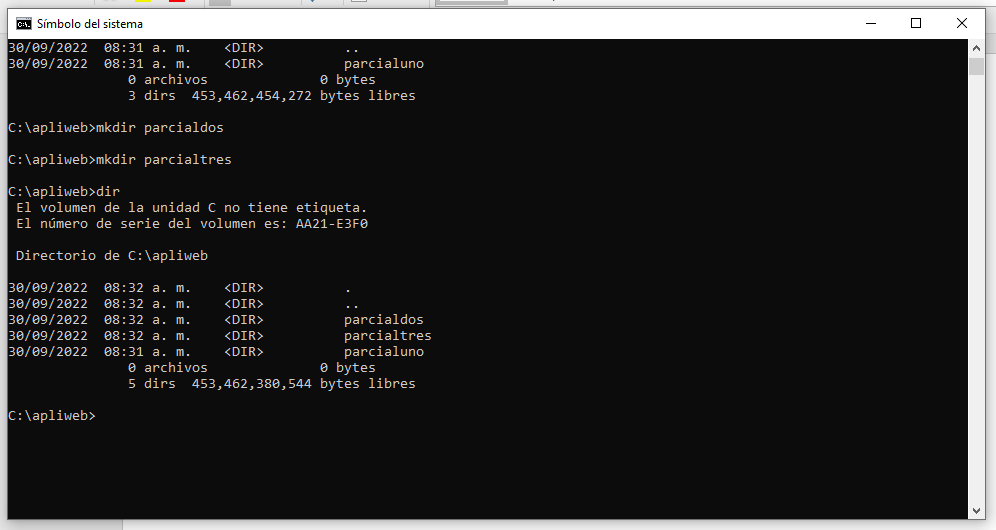 Símbolo del sistema
30/09/2022  08:31 a. m.    <DIR>          ..
30/09/2022  08:31 a. m.    <DIR>          parcialuno
               0 archivos              0 bytes
               3 dirs  453,462,454,272 bytes libres
C:\apliweb>mkdir parcialdos
C:\apliweb>mkdir parcialtres
C:\apliweb>dir
 El volumen de la unidad C no tiene etiqueta.
 El número de serie del volumen es: AA21-E3F0
 Directorio de C:\apliweb
30/09/2022  08:32 a. m.    <DIR>          .
30/09/2022  08:32 a. m.    <DIR>          ..
30/09/2022  08:32 a. m.    <DIR>          parcialdos
30/09/2022  08:32 a. m.    <DIR>          parcialtres
30/09/2022  08:31 a. m.    <DIR>          parcialuno
               0 archivos              0 bytes
               5 dirs  453,462,380,544 bytes libres
C:\apliweb>